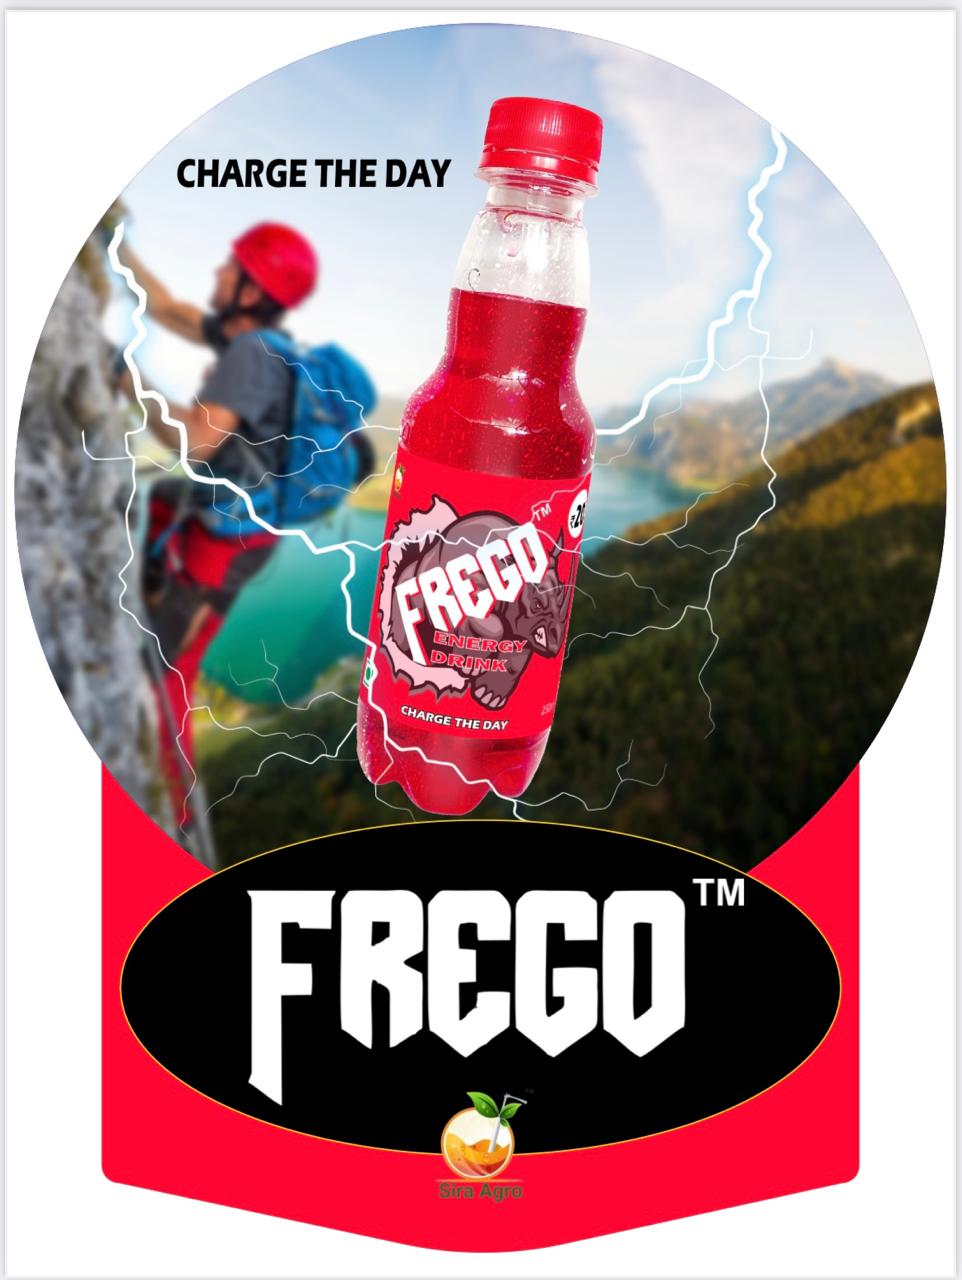 CHARGE THE DAY
FREGO™
ENERGY
DRINK
CHARGE THE DAY
FREGO™
Sira Agro